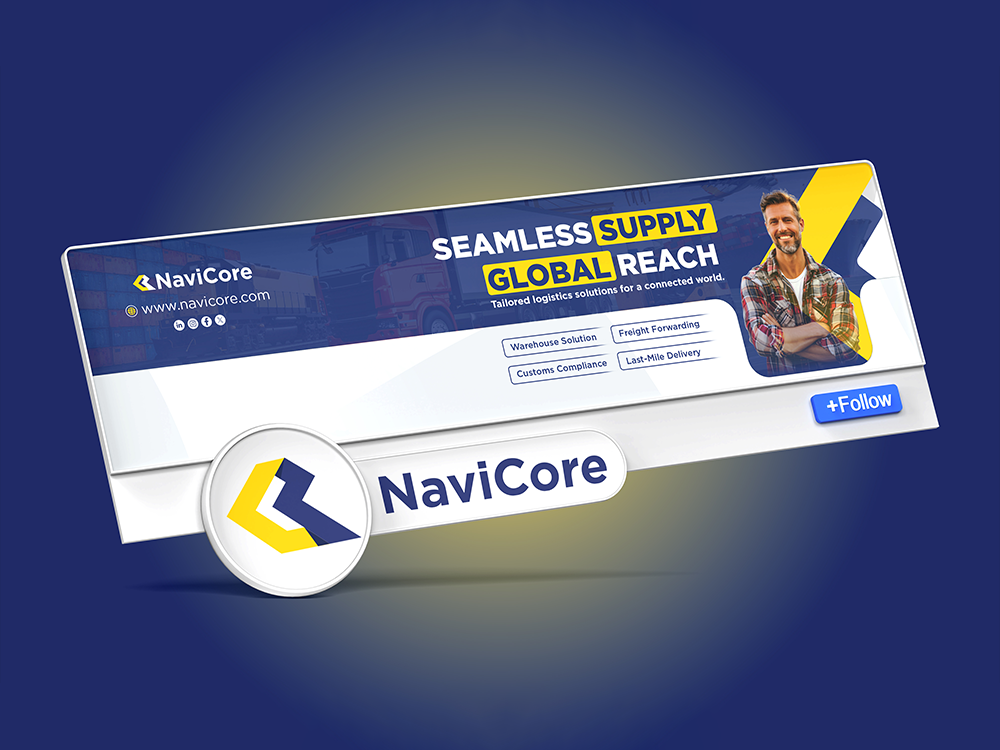 NaviCore
www.navicore.com
SEAMLESS SUPPLY
GLOBAL REACH
Tailored logistics solutions for a connected world.
Warehouse Solution
Freight Forwarding
Customs Compliance
Last-Mile Delivery
+Follow
NaviCore